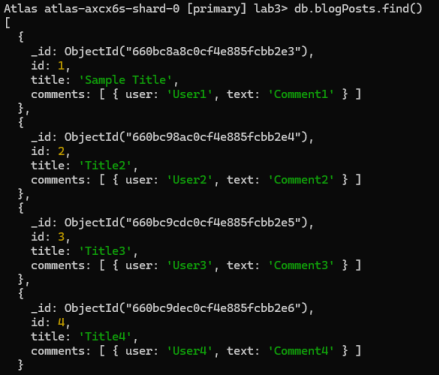 Atlas atlas-axcx6s-shard-0 [primary] lab3> db.blogPosts.find()
[
  {
    _id: ObjectId("660bc8a8c0cf4e885fcbb2e3"),
    id: 1,
    title: 'Sample Title',
    comments: [ { user: 'User1', text: 'Comment1' } ]
  },
  {
    _id: ObjectId("660bc98ac0cf4e885fcbb2e4"),
    id: 2,
    title: 'Title2',
    comments: [ { user: 'User2', text: 'Comment2' } ]
  },
  {
    _id: ObjectId("660bc9cdc0cf4e885fcbb2e5"),
    id: 3,
    title: 'Title3',
    comments: [ { user: 'User3', text: 'Comment3' } ]
  },
  {
    _id: ObjectId("660bc9dec0cf4e885fcbb2e6"),
    id: 4,
    title: 'Title4',
    comments: [ { user: 'User4', text: 'Comment4' } ]
  }